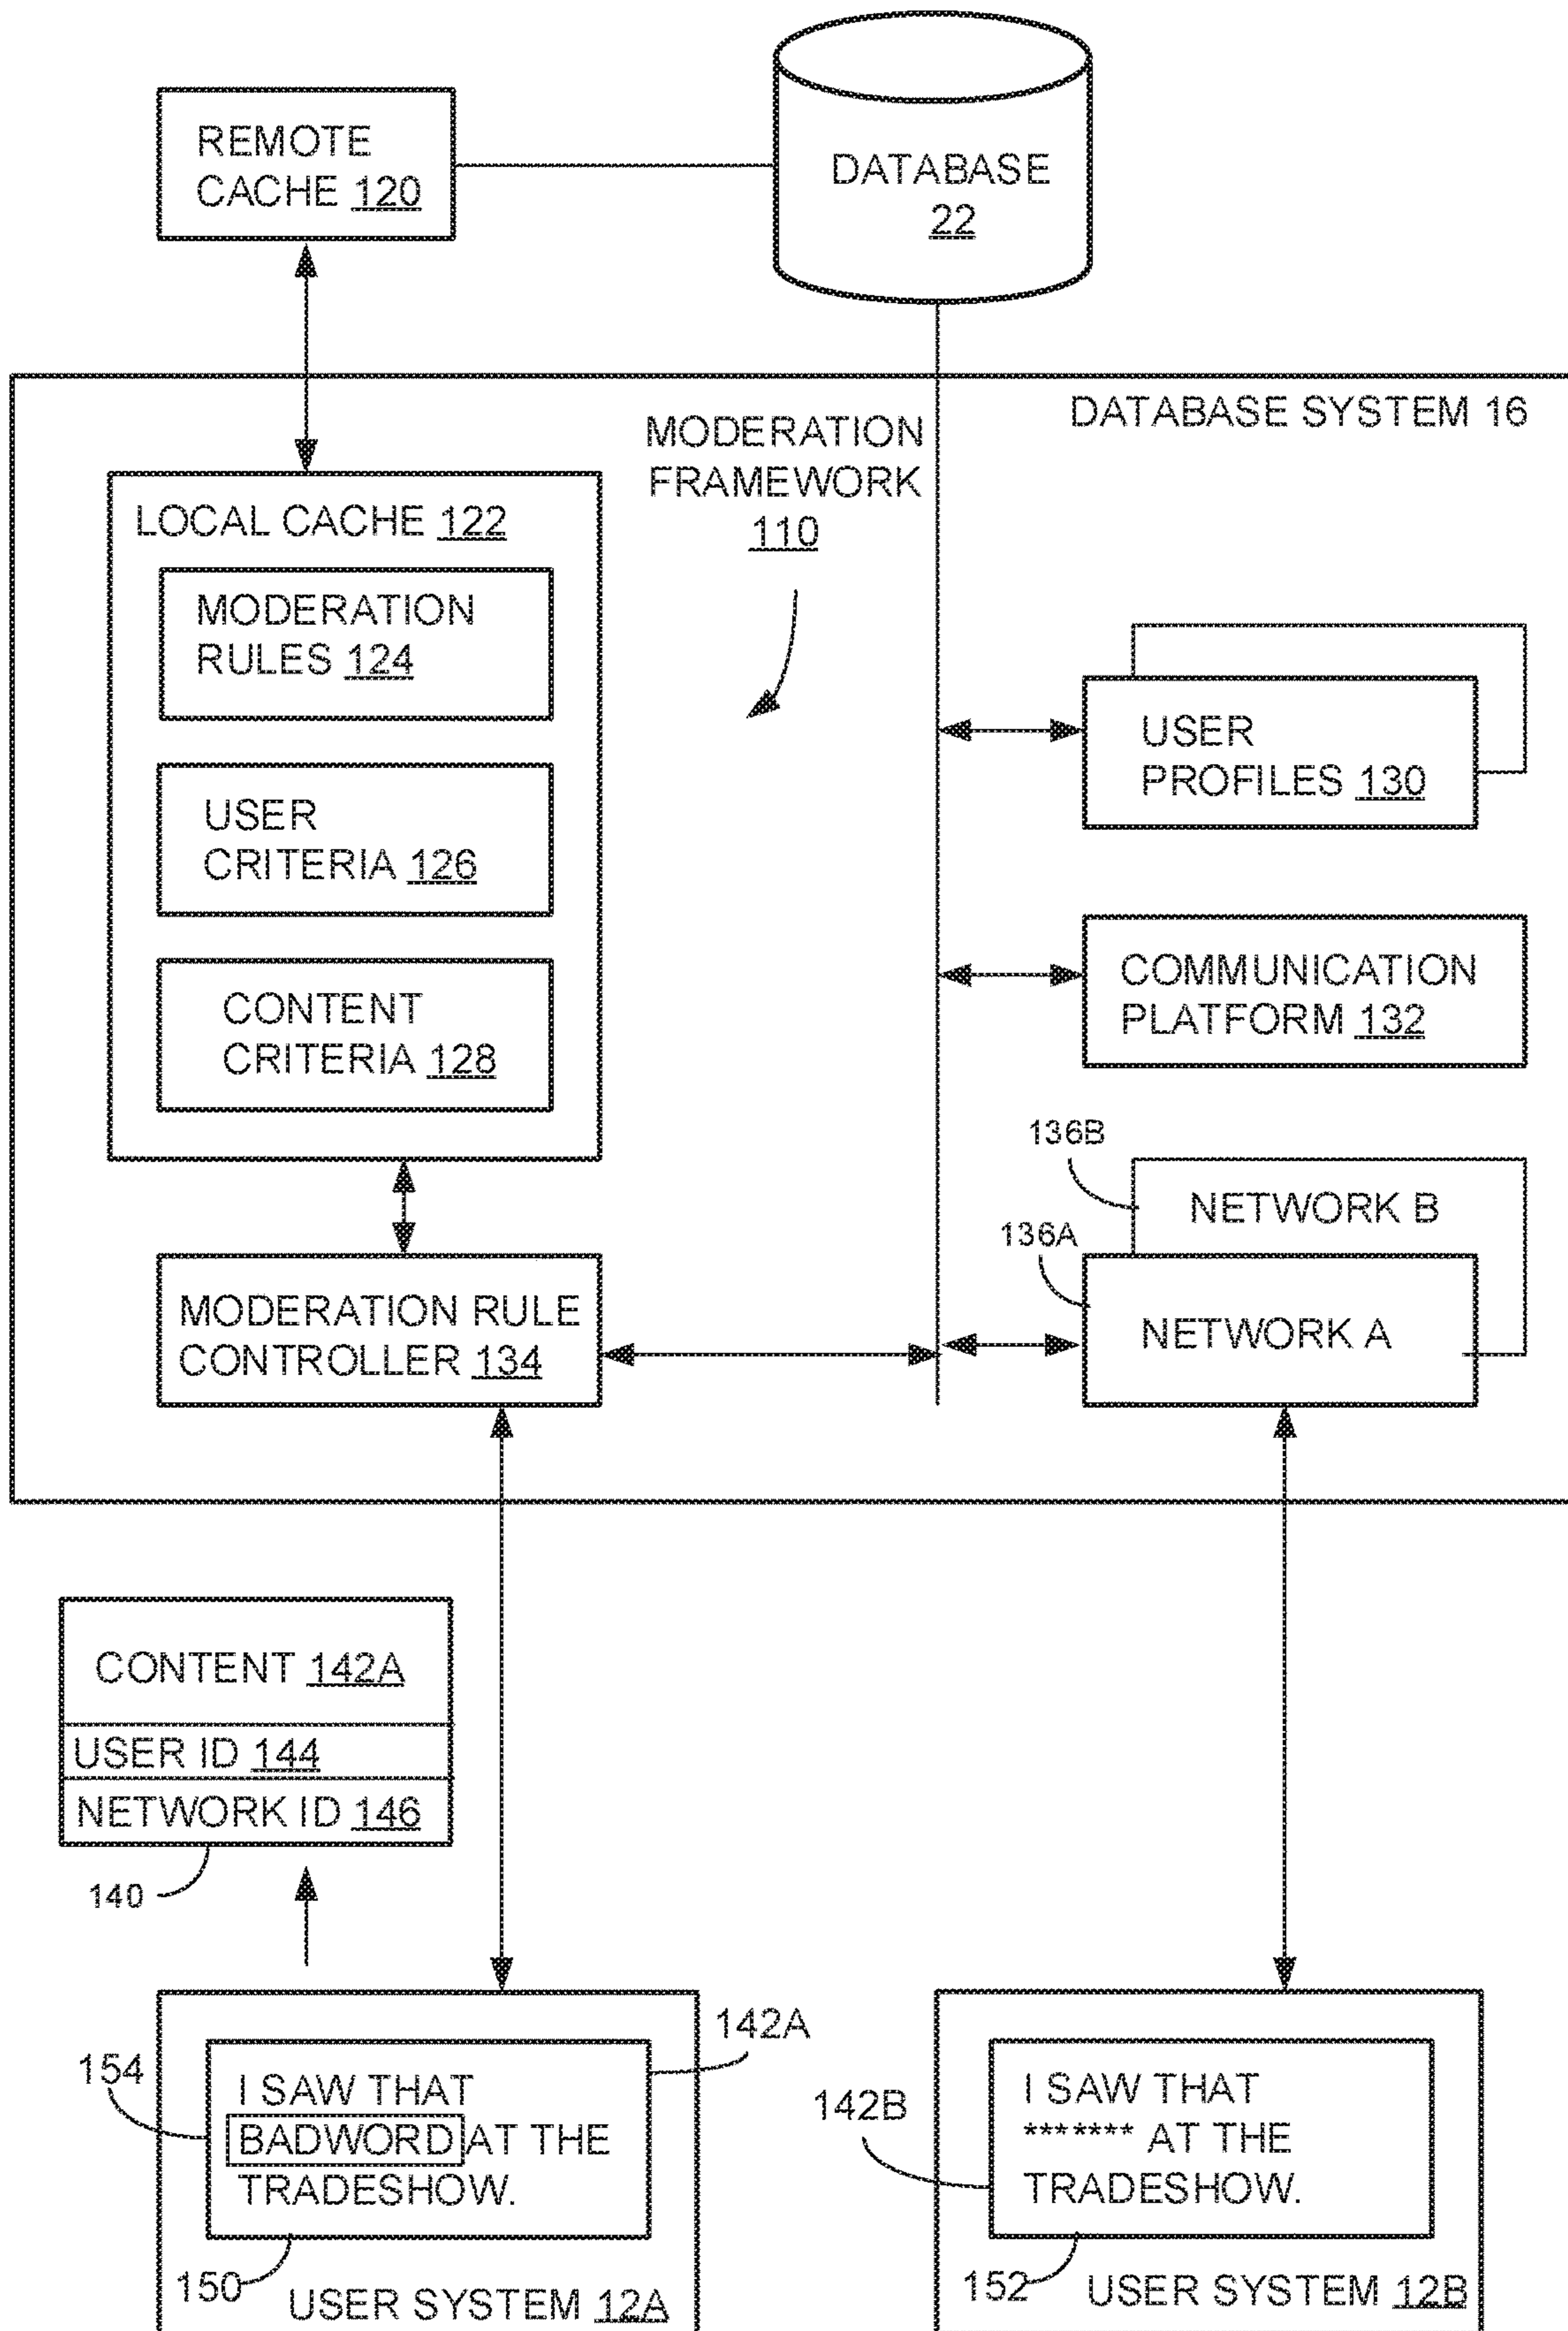 REMOTE
CACHE 120
DATABASE
22
DATABASE SYSTEM 16
MODERATION
FRAMEWORK
110
LOCAL CACHE 122
MODERATION
RULES 124
USER
CRITERIA 126
CONTENT
CRITERIA 128
USER
PROFILES 130
COMMUNICATION
PLATFORM 132
136B
NETWORK B
136A
NETWORK A
MODERATION RULE
CONTROLLER 134
CONTENT 142A
USER ID 144
NETWORK ID 146
140
142A
154
I SAW THAT
BADWORD AT THE
TRADESHOW.
150
USER SYSTEM 12A
142B
I SAW THAT
******* AT THE
TRADESHOW.
152
USER SYSTEM 12B